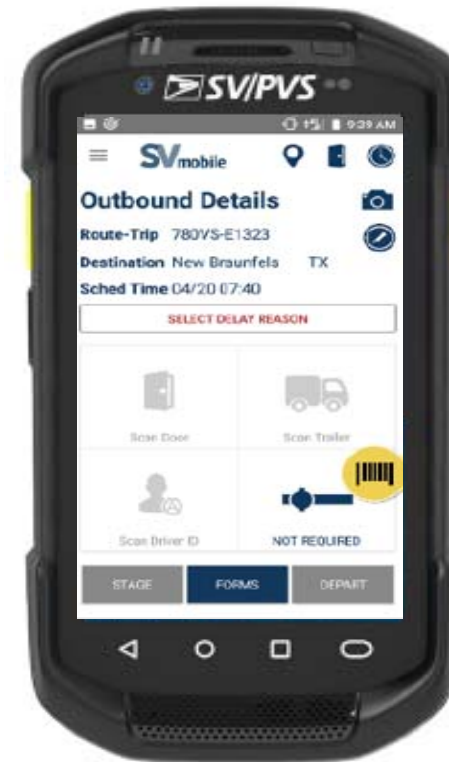 SV/PVS
9:39 AM
SVmobile
Outbound Details
Route-Trip 780VS-E1323
Destination New Braunfels TX
Sched Time 04/20 07:40
SELECT DELAY REASON
Scan Door Scan Trailer
Scan Driver ID NOT REQUIRED
STAGE FORMS DEPART